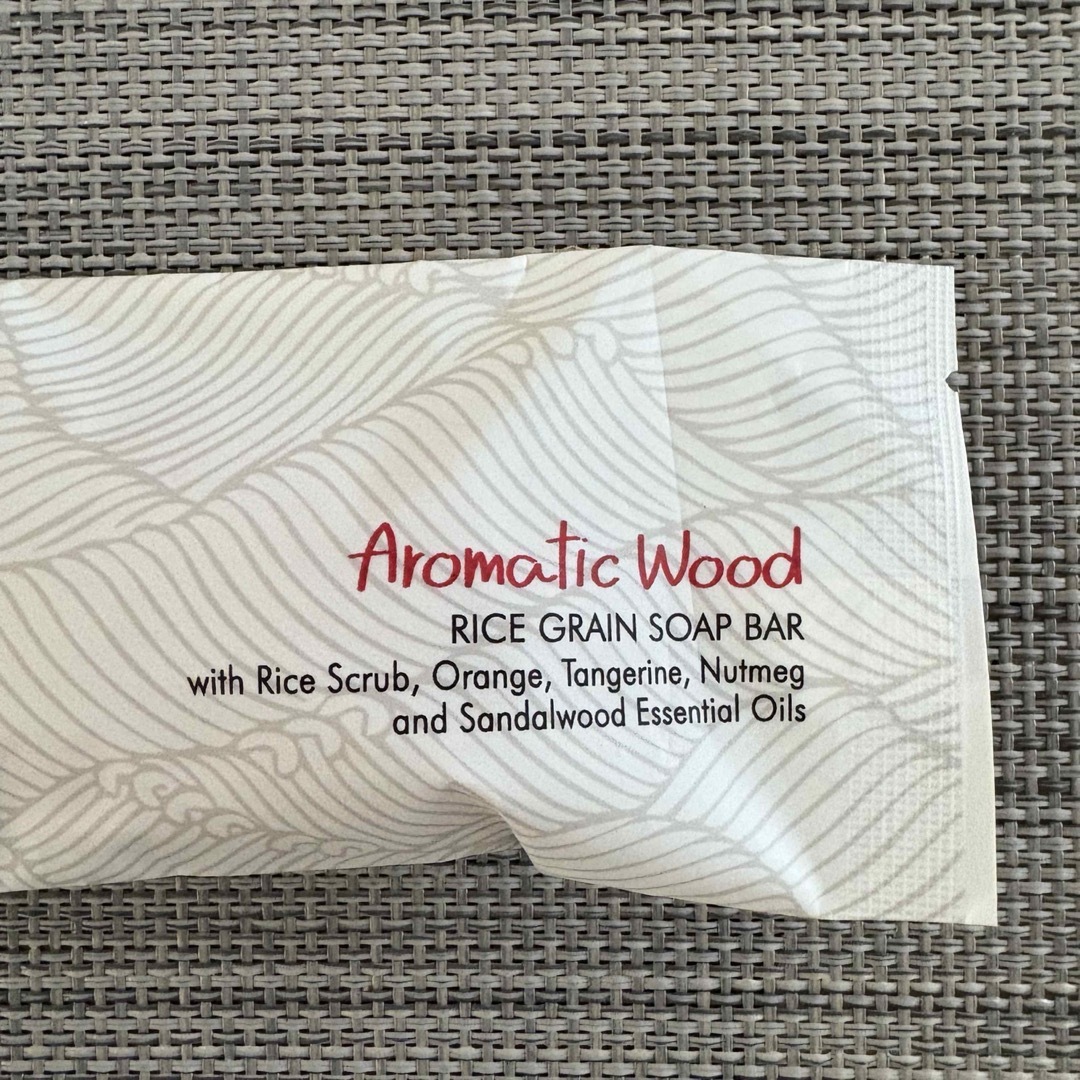 Aromatic Wood
RICE GRAIN SOAP BAR
with Rice Scrub, Orange, Tangerine, Nutmeg
and Sandalwood Essential Oils